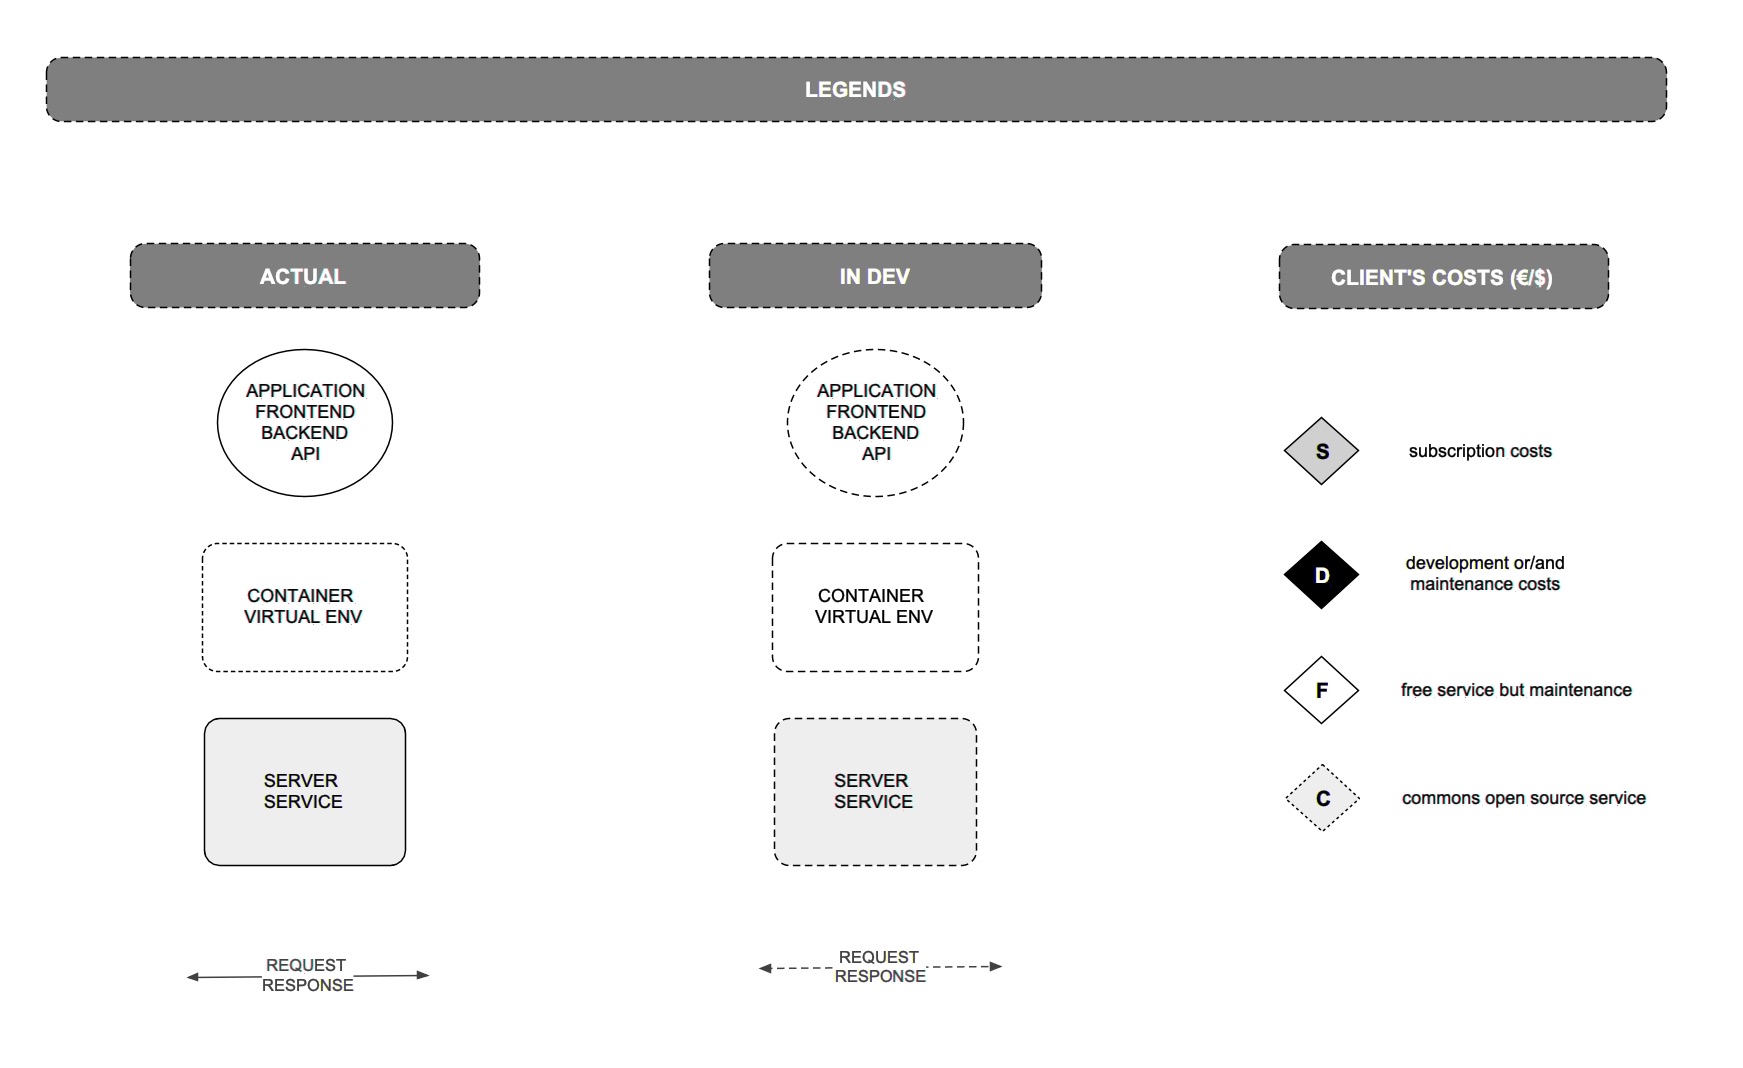 LEGENDS
ACTUAL
APPLICATION
FRONTEND
BACKEND
API
CONTAINER
VIRTUAL ENV
SERVER
SERVICE
REQUEST
RESPONSE
IN DEV
APPLICATION
FRONTEND
BACKEND
API
CONTAINER
VIRTUAL ENV
SERVER
SERVICE
REQUEST
RESPONSE
CLIENT'S COSTS (€/$)
S subscription costs
D development or/and
maintenance costs
F free service but maintenance
C commons open source service